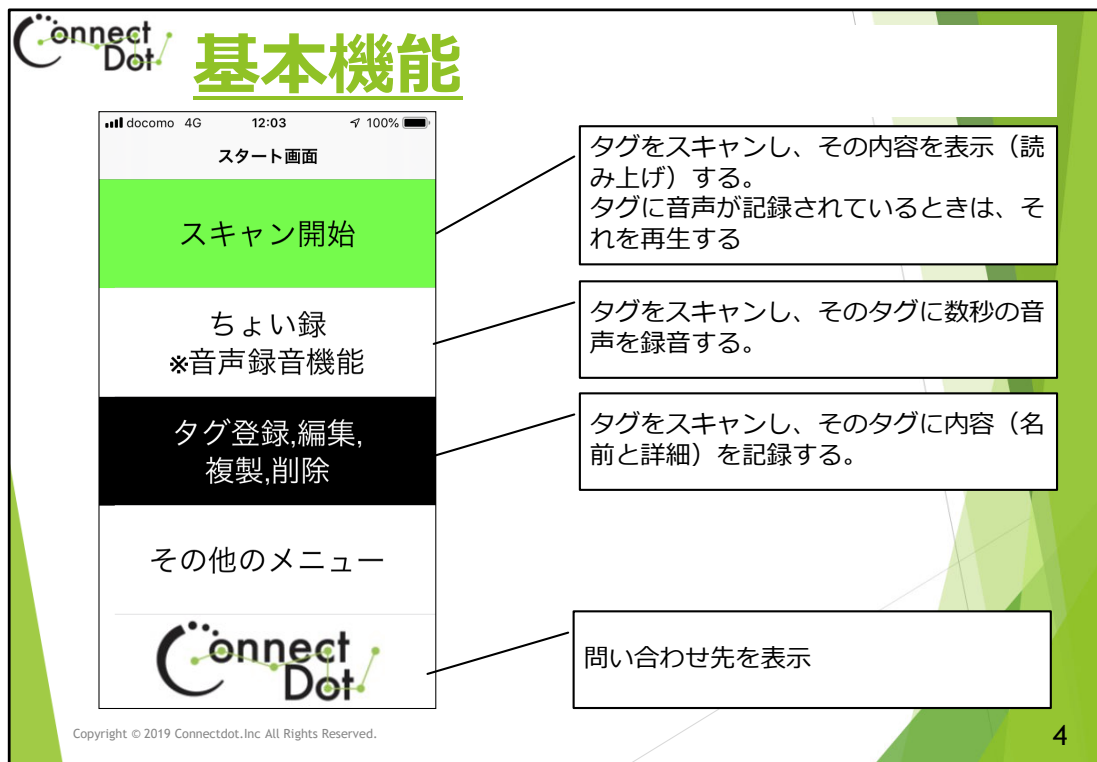 Connect
Dot
基本機能
docomo 4G 12:03 100%
スタート画面
スキャン開始
ちょい録
※音声録音機能
タグ登録,編集,
複製,削除
その他のメニュー
Connect
Dot
タグをスキャンし、その内容を表示（読
み上げ）する。
タグに音声が記録されているときは、そ
れを再生する
タグをスキャンし、そのタグに数秒の音
声を録音する。
タグをスキャンし、そのタグに内容（名
前と詳細）を記録する。
問い合わせ先を表示
Copyright © 2019 Connectdot.Inc All Rights Reserved.
4